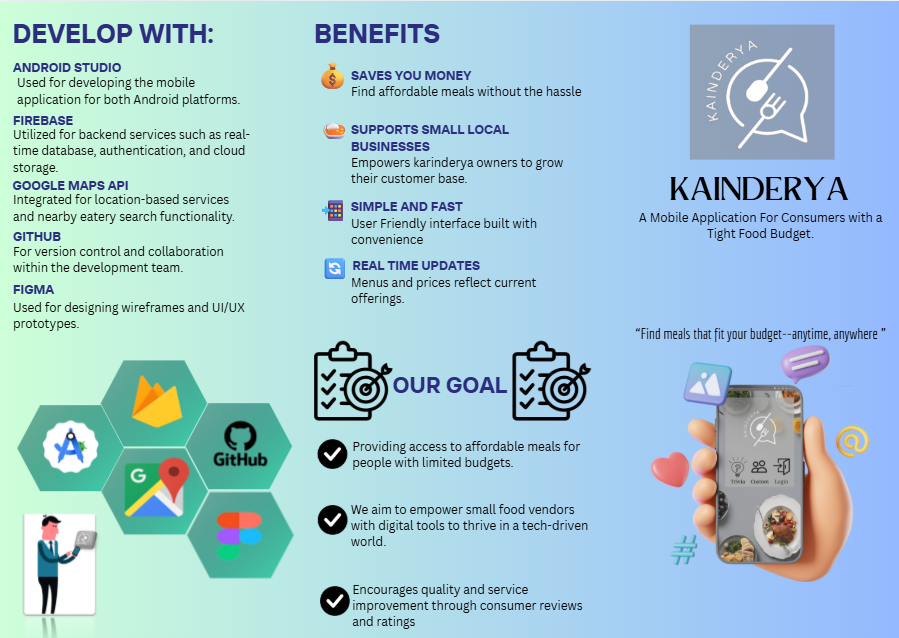 DEVELOP WITH:
ANDROID STUDIO
Used for developing the mobile
application for both Android platforms.
FIREBASE
Utilized for backend services such as real-
time database, authentication, and cloud
storage.
GOOGLE MAPS API
Integrated for location-based services
and nearby eatery search functionality.
GITHUB
For version control and collaboration
within the development team.
FIGMA
Used for designing wireframes and UI/UX
prototypes.
GitHub
G
BENEFITS
$
SAVES YOU MONEY
Find affordable meals without the hassle
SUPPORTS SMALL LOCAL
BUSINESSES
Empowers karinderya owners to grow
their customer base.
SIMPLE AND FAST
User Friendly interface built with
convenience
REAL TIME UPDATES
Menus and prices reflect current
offerings.
OUR GOAL
Providing access to affordable meals for
people with limited budgets.
We aim to empower small food vendors
with digital tools to thrive in a tech-driven
world.
Encourages quality and service
improvement through consumer reviews
and ratings
KAINDERYA
KAINDERYA
A Mobile Application For Consumers with a
Tight Food Budget.
“Find meals that fit your budget--anytime, anywhere ”
@
#
Trivia Custom Login